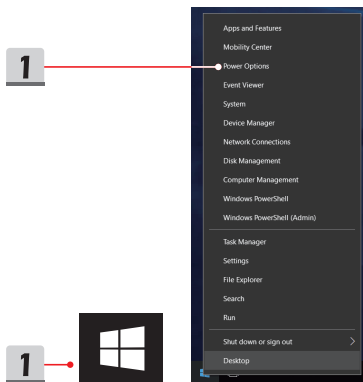 Apps and Features
Mobility Center
1
Power Options
Event Viewer
System
Device Manager
Network Connections
Disk Management
Computer Management
Windows PowerShell
Windows PowerShell (Admin)
Task Manager
Settings
File Explorer
Search
Run
Shut down or sign out
1
Desktop